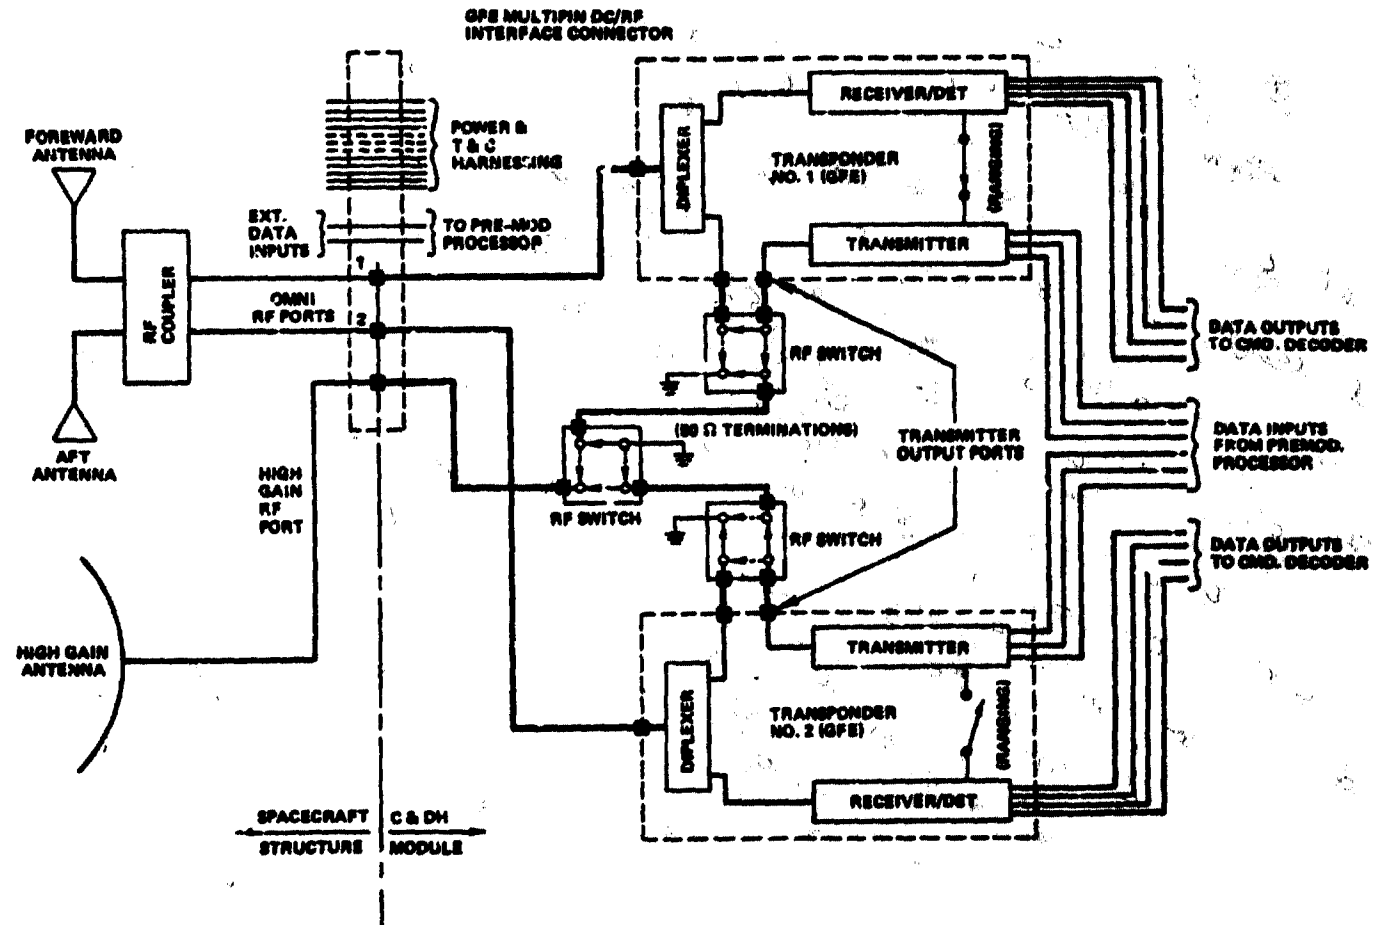 GFE MULTIPIN DC/RF
INTERFACE CONNECTOR
FOREWARD
ANTENNA
POWER &
T & C
HARNESSING
EXT.
DATA
INPUTS
TO PRE-MOD
PROCESSOR
1
OMNI
RF PORTS
2
RF
COUPLER
AFT
ANTENNA
HIGH
GAIN
RF
PORT
HIGH GAIN
ANTENNA
SPACECRAFT
STRUCTURE
C & DH
MODULE
DIPLEXER
RECEIVER/DET
TRANSPONDER
NO. 1 (GFE)
(RANGING)
TRANSMITTER
RF SWITCH
(50 Ω TERMINATIONS)
RF SWITCH
TRANSMITTER
OUTPUT PORTS
RF SWITCH
TRANSMITTER
DIPLEXER
TRANSPONDER
NO. 2 (GFE)
(RANGING)
RECEIVER/DET
DATA OUTPUTS
TO CMD. DECODER
DATA INPUTS
FROM PREMOD.
PROCESSOR
DATA OUTPUTS
TO CMD. DECODER